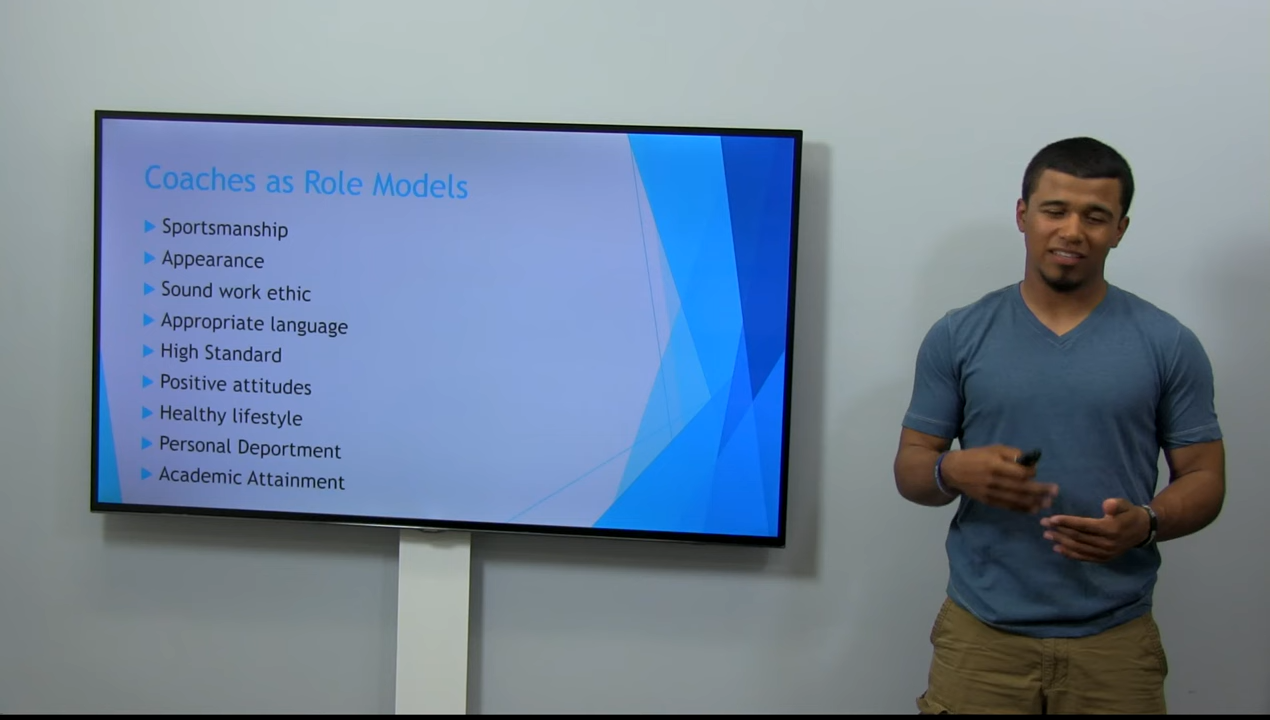 Coaches as Role Models
Sportsmanship
Appearance
Sound work ethic
Appropriate language
High Standard
Positive attitudes
Healthy lifestyle
Personal Deportment
Academic Attainment